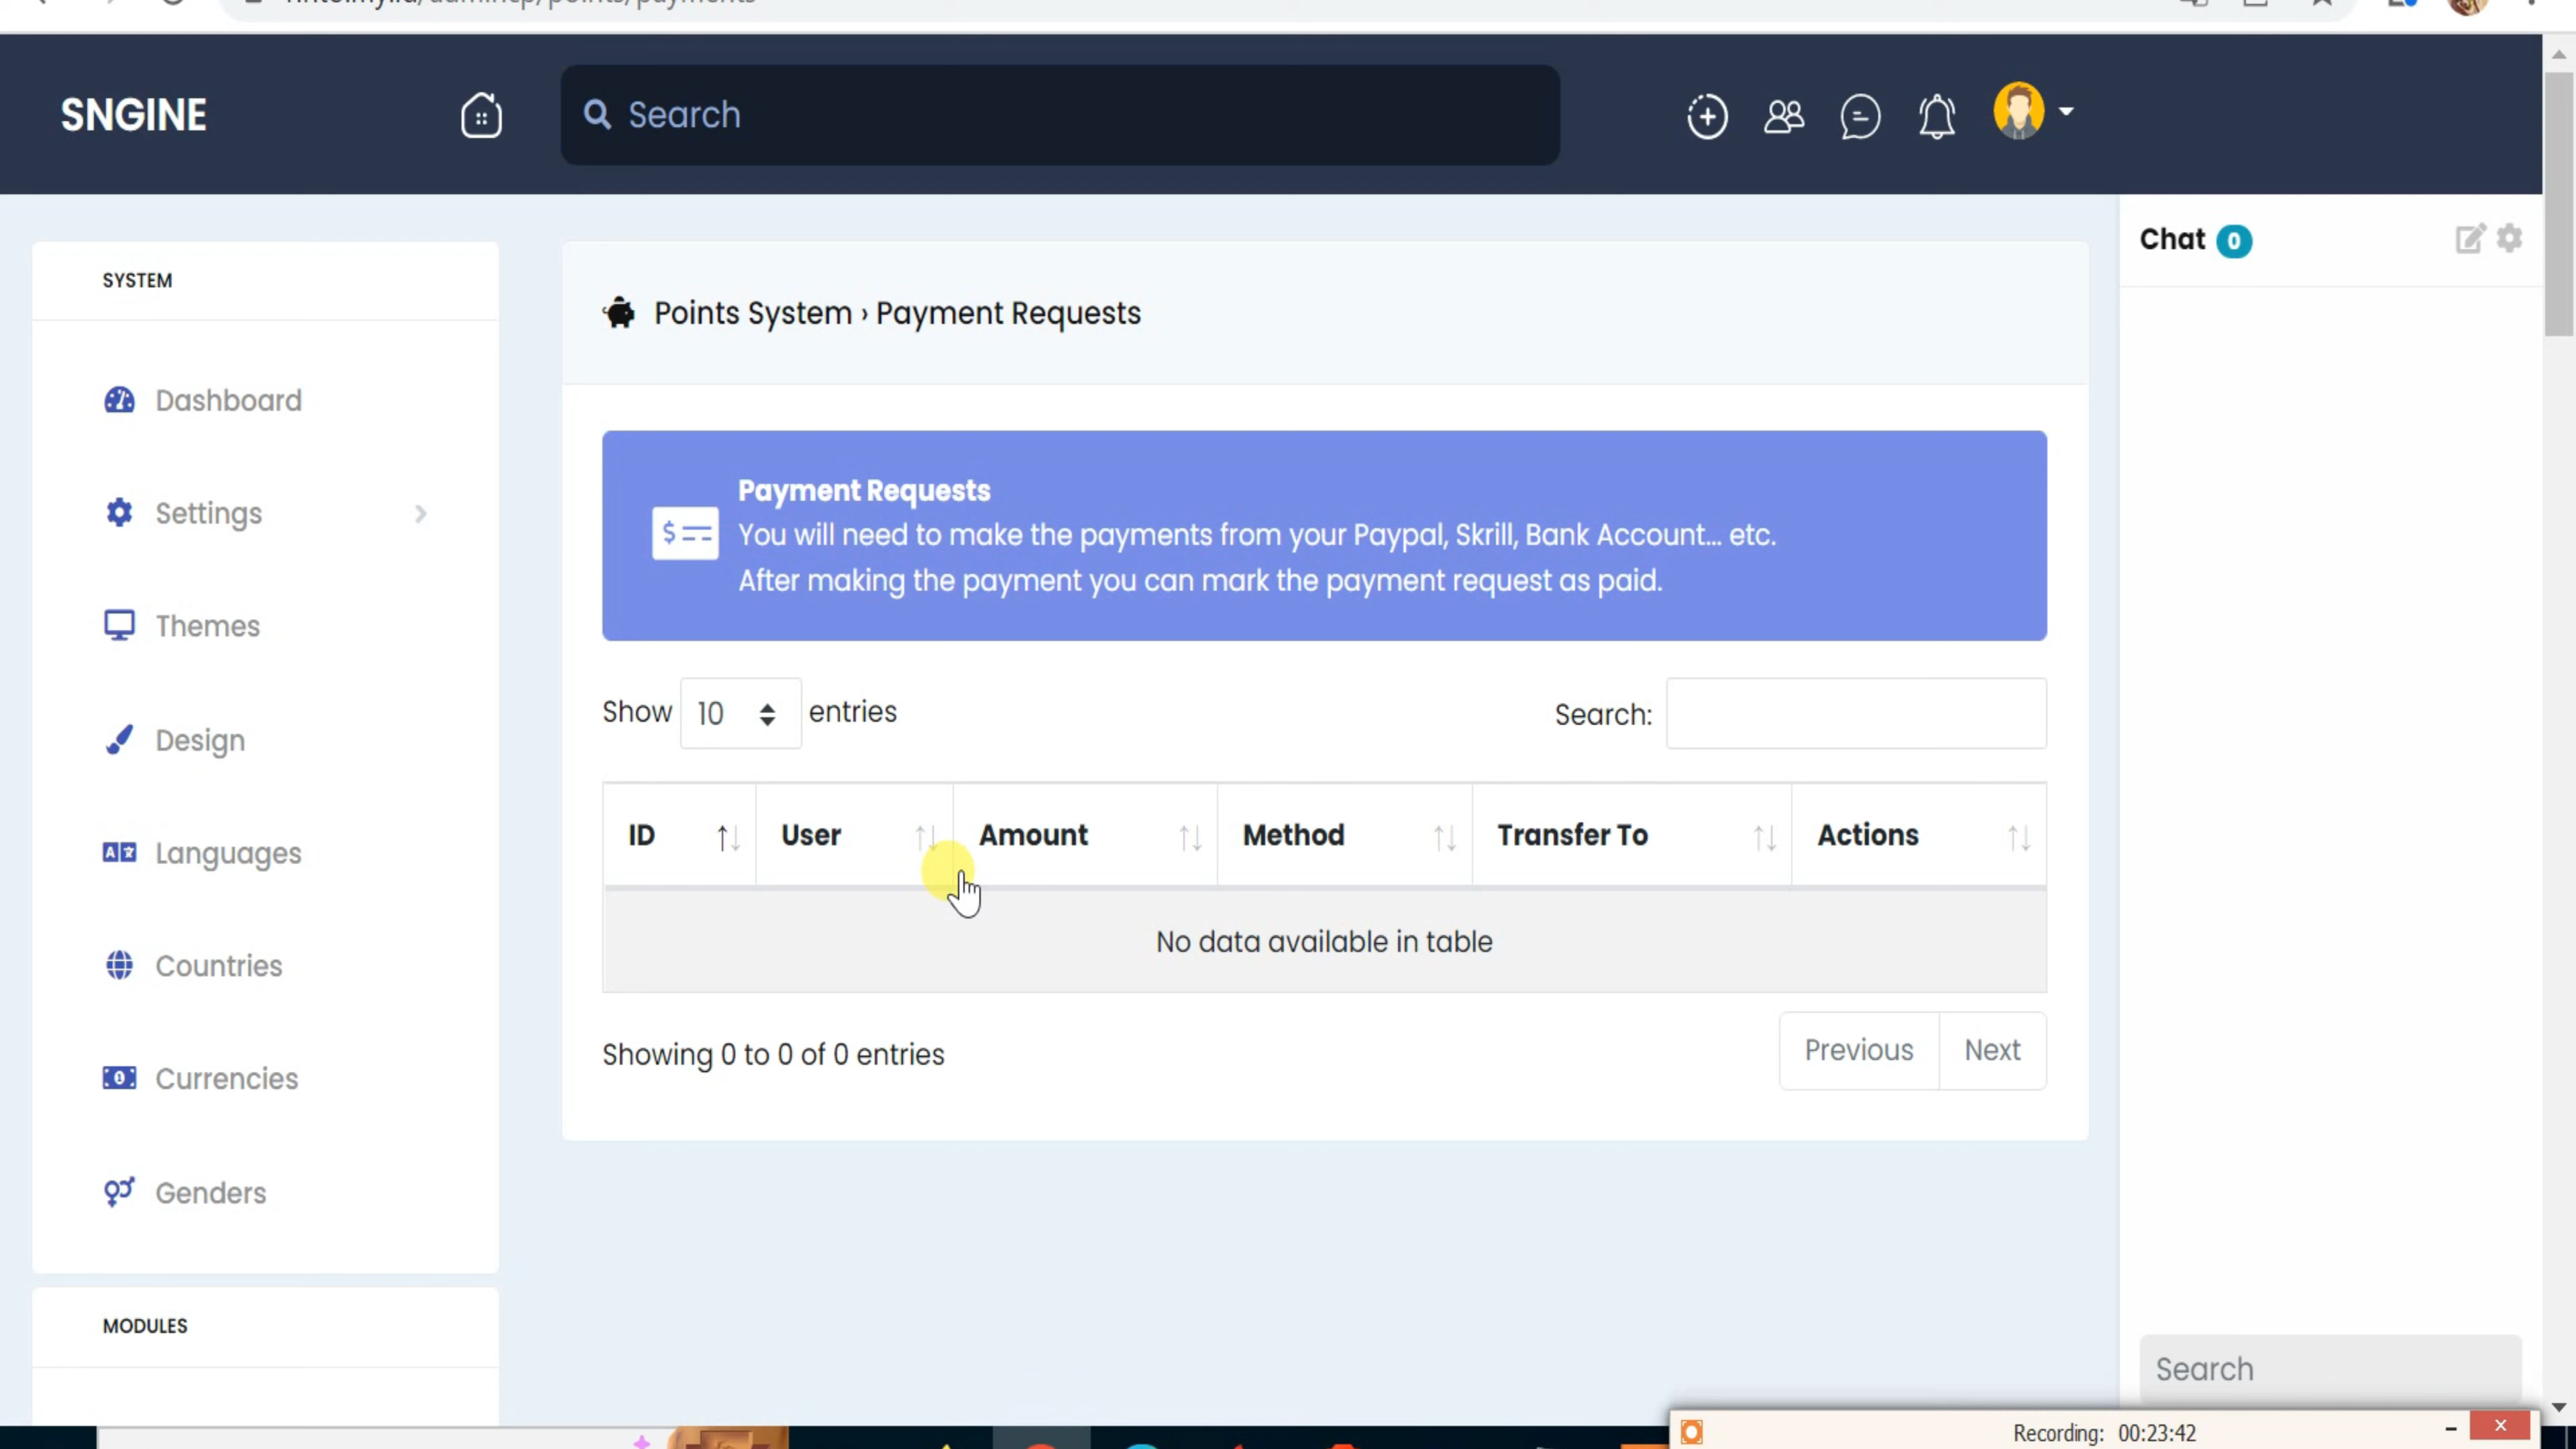 SNGINE
Search
Chat 0
SYSTEM
Dashboard
Settings
Themes
Design
Languages
Countries
Currencies
Genders
MODULES
Points System › Payment Requests
Payment Requests
You will need to make the payments from your Paypal, Skrill, Bank Account... etc.
After making the payment you can mark the payment request as paid.
Show 10 entries
Search:
ID User Amount Method Transfer To Actions
No data available in table
Showing 0 to 0 of 0 entries
Previous Next
Search
Recording: 00:23:42